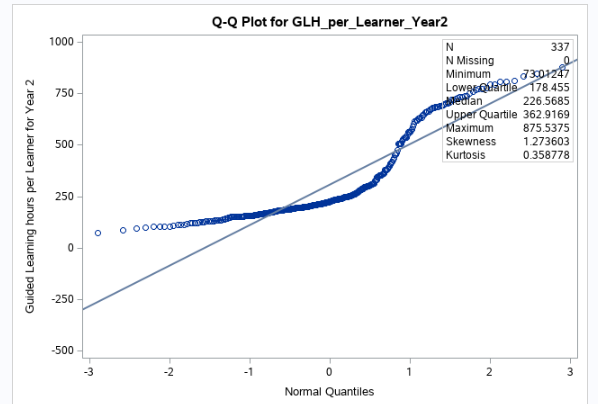 Q-Q Plot for GLH_per_Learner_Year2
1000
750
500
250
0
-250
-500
Guided Learning hours per Learner for Year 2
N 337
N Missing 0
Minimum 73.01247
Lower Quartile 178.455
Median 226.5685
Upper Quartile 362.9169
Maximum 875.5375
Skewness 1.273603
Kurtosis 0.358778
-3 -2 -1 0 1 2 3
Normal Quantiles